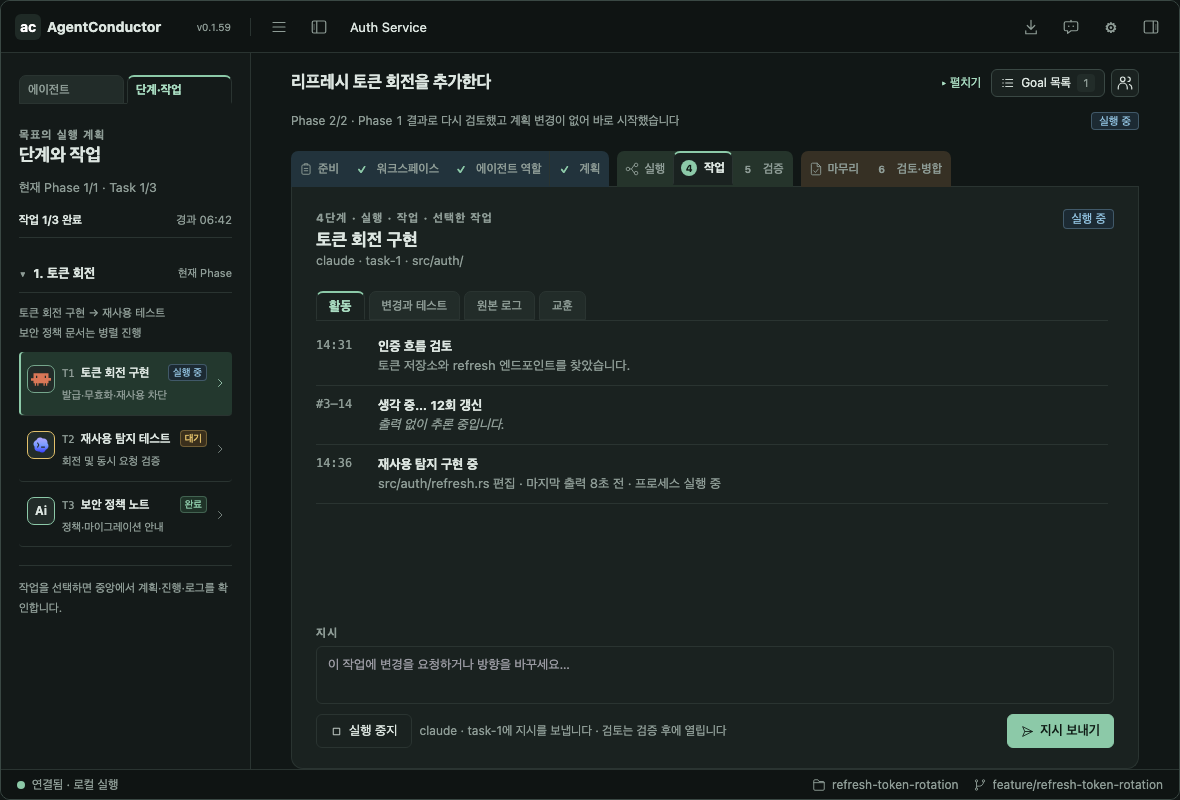 ac AgentConductor v0.1.59 Auth Service
에이전트 단계·작업
목표의 실행 계획
단계와 작업
현재 Phase 1/1 · Task 1/3
작업 1/3 완료 경과 06:42
▾ 1. 토큰 회전 현재 Phase
토큰 회전 구현 → 재사용 테스트
보안 정책 문서는 병렬 진행
T1 토큰 회전 구현 실행 중
발급·무효화·재사용 차단
T2 재사용 탐지 테스트 대기
회전 및 동시 요청 검증
Ai T3 보안 정책 노트 완료
정책·마이그레이션 안내
작업을 선택하면 중앙에서 계획·진행·로그를 확
인합니다.
리프레시 토큰 회전을 추가한다 ▸ 펼치기 Goal 목록 1
Phase 2/2 · Phase 1 결과로 다시 검토했고 계획 변경이 없어 바로 시작했습니다 실행 중
준비 ✓ 워크스페이스 ✓ 에이전트 역할 ✓ 계획 실행 4 작업 5 검증 마무리 6 검토·병합
4단계 · 실행 · 작업 · 선택한 작업 실행 중
토큰 회전 구현
claude · task-1 · src/auth/
활동 변경과 테스트 원본 로그 교훈
14:31 인증 흐름 검토
토큰 저장소와 refresh 엔드포인트를 찾았습니다.
#3–14 생각 중… 12회 갱신
출력 없이 추론 중입니다.
14:36 재사용 탐지 구현 중
src/auth/refresh.rs 편집 · 마지막 출력 8초 전 · 프로세스 실행 중
지시
이 작업에 변경을 요청하거나 방향을 바꾸세요…
실행 중지 claude · task-1에 지시를 보냅니다 · 검토는 검증 후에 열립니다 지시 보내기
연결됨 · 로컬 실행 refresh-token-rotation feature/refresh-token-rotation